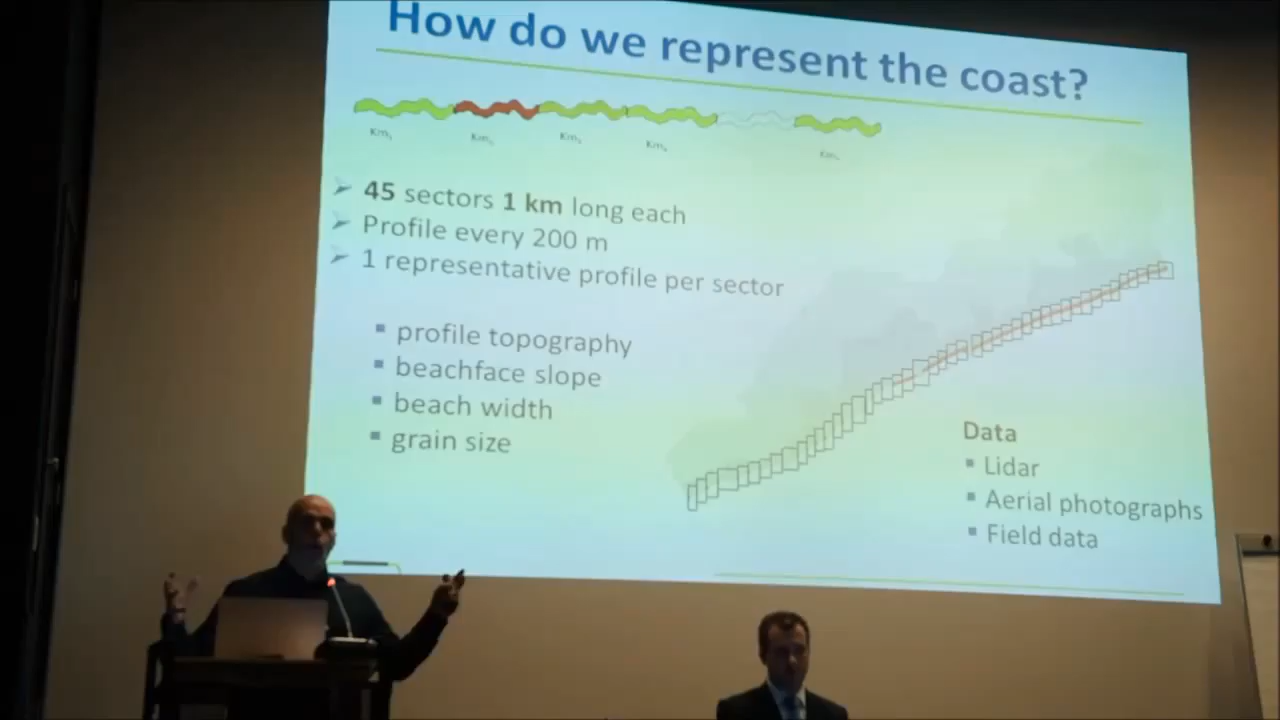 How do we represent the coast?
Km₁ Km₂ Km₃ Km₄ Km
45 sectors 1 km long each
Profile every 200 m
1 representative profile per sector
profile topography
beachface slope
beach width
grain size
Data
Lidar
Aerial photographs
Field data